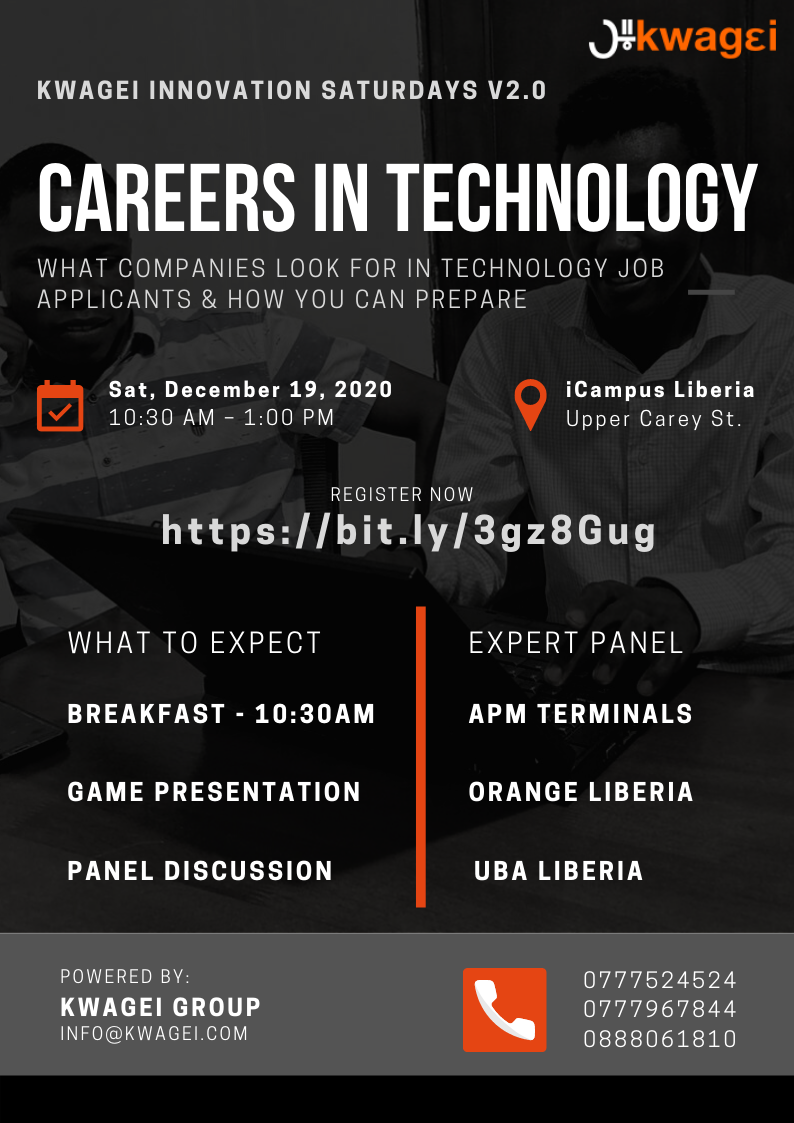 kwagɛi
KWAGEI INNOVATION SATURDAYS V2.0
CAREERS IN TECHNOLOGY
WHAT COMPANIES LOOK FOR IN TECHNOLOGY JOB
APPLICANTS & HOW YOU CAN PREPARE
Sat, December 19, 2020
10:30 AM – 1:00 PM
iCampus Liberia
Upper Carey St.
REGISTER NOW
https://bit.ly/3gz8Gug
WHAT TO EXPECT
BREAKFAST - 10:30AM
GAME PRESENTATION
PANEL DISCUSSION
EXPERT PANEL
APM TERMINALS
ORANGE LIBERIA
UBA LIBERIA
POWERED BY:
KWAGEI GROUP
INFO@KWAGEI.COM
0777524524
0777967844
0888061810